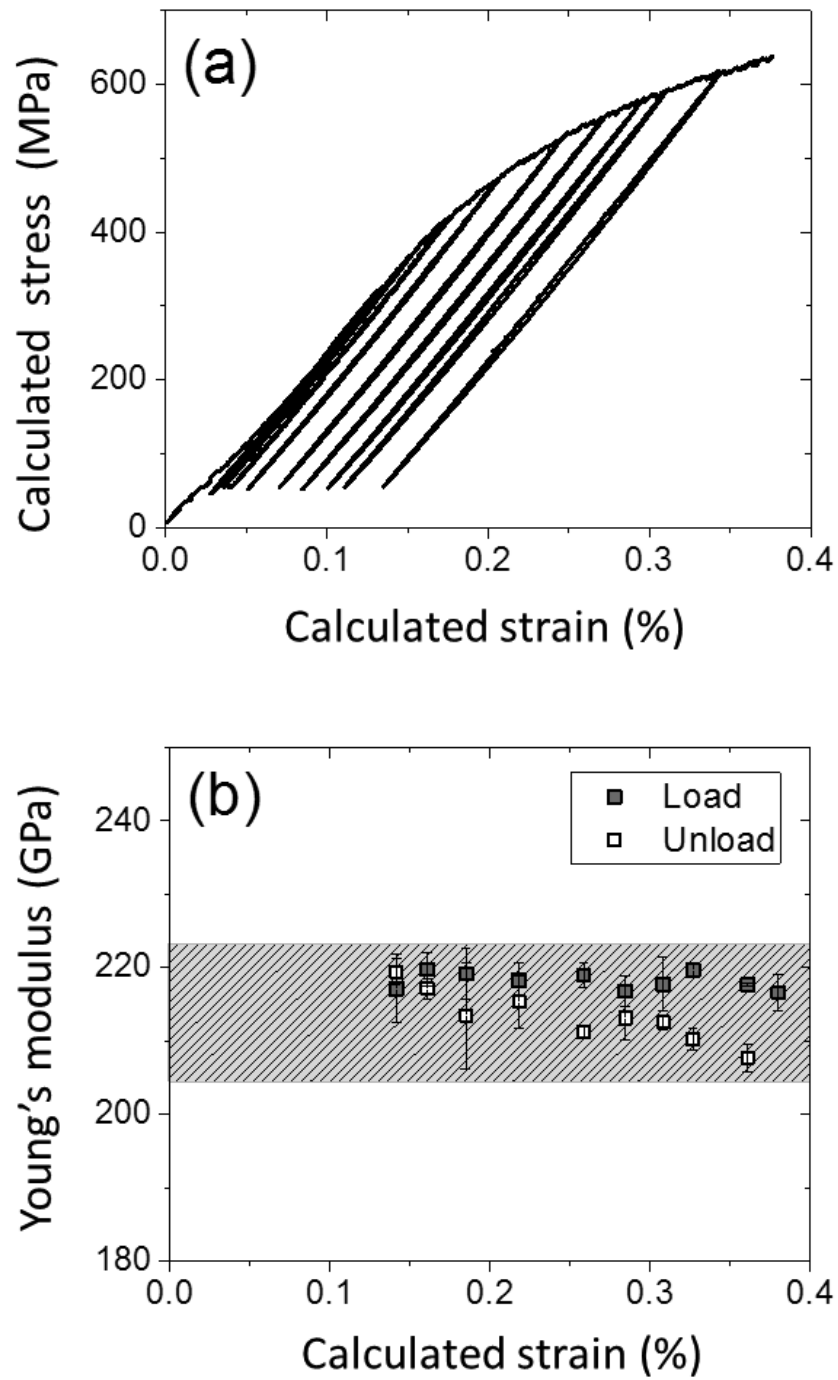 (a)
Calculated stress (MPa)
600
400
200
0
0.0 0.1 0.2 0.3 0.4
Calculated strain (%)
(b)
Load
Unload
Young’s modulus (GPa)
240
220
200
180
0.0 0.1 0.2 0.3 0.4
Calculated strain (%)